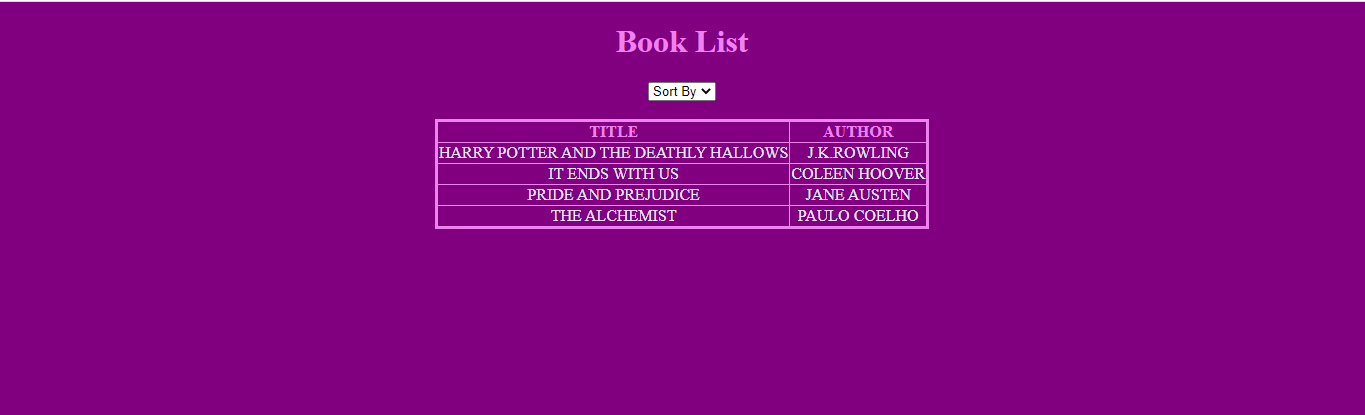 Book List
Sort By
TITLE AUTHOR
HARRY POTTER AND THE DEATHLY HALLOWS J.K.ROWLING
IT ENDS WITH US COLEEN HOOVER
PRIDE AND PREJUDICE JANE AUSTEN
THE ALCHEMIST PAULO COELHO